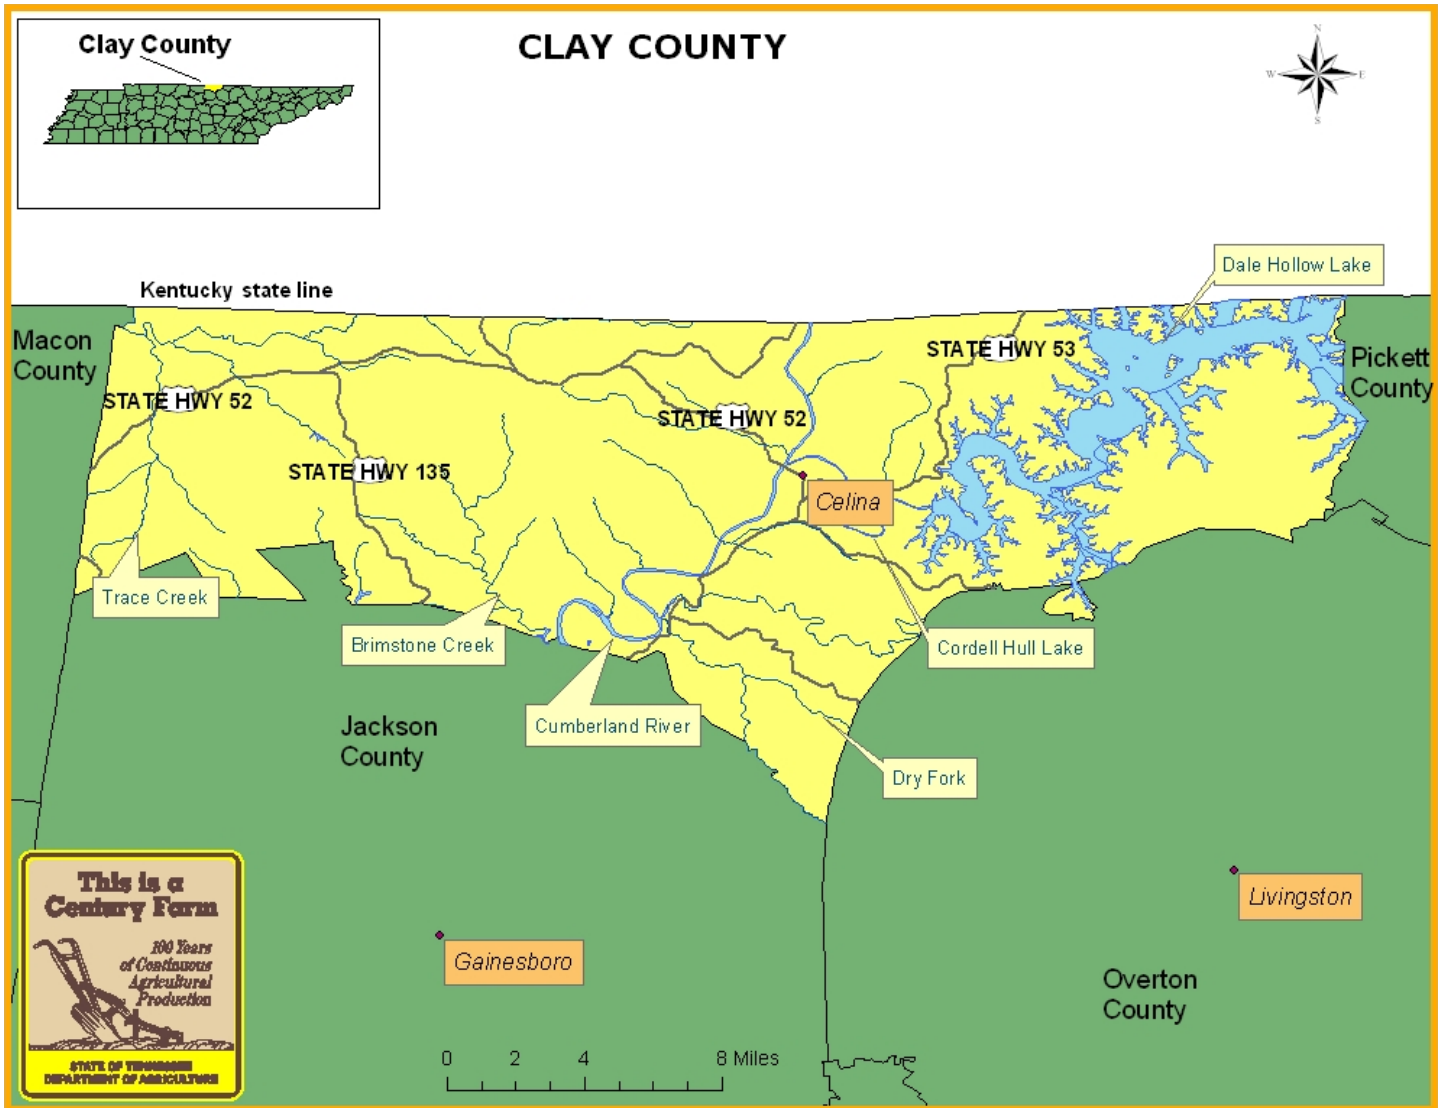 Clay County
CLAY COUNTY
N
W
E
S
Dale Hollow Lake
Kentucky state line
Macon
County
STATE HWY 53
Pickett
County
STATE HWY 52
STATE HWY 52
STATE HWY 135
Celina
Trace Creek
Brimstone Creek
Cordell Hull Lake
Cumberland River
Jackson
County
Dry Fork
This is a
Century Farm
100 Years
of Continuous
Agricultural
Production
STATE OF TENNESSEE
DEPARTMENT OF AGRICULTURE
Livingston
Gainesboro
Overton
County
0 2 4 8 Miles